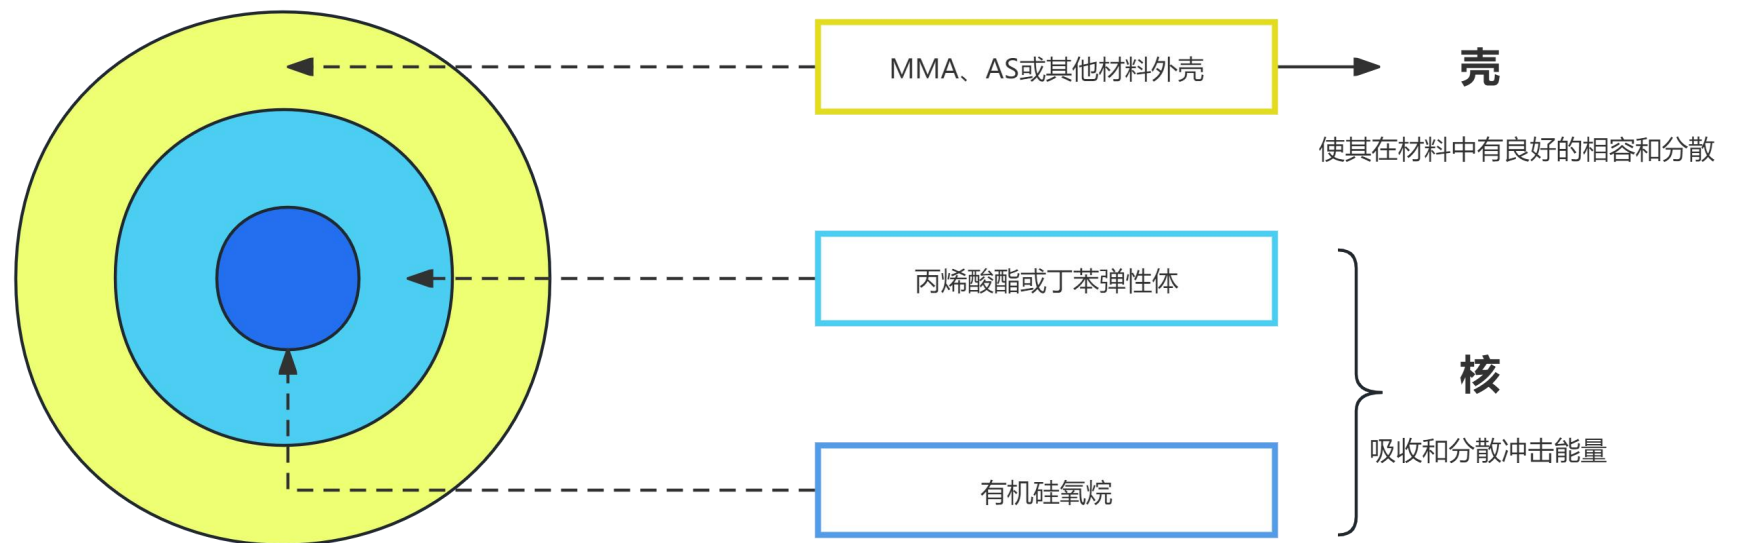 MMA、AS或其他材料外壳
壳
使其在材料中有良好的相容和分散
丙烯酸酯或丁苯弹性体
核
吸收和分散冲击能量
有机硅氧烷